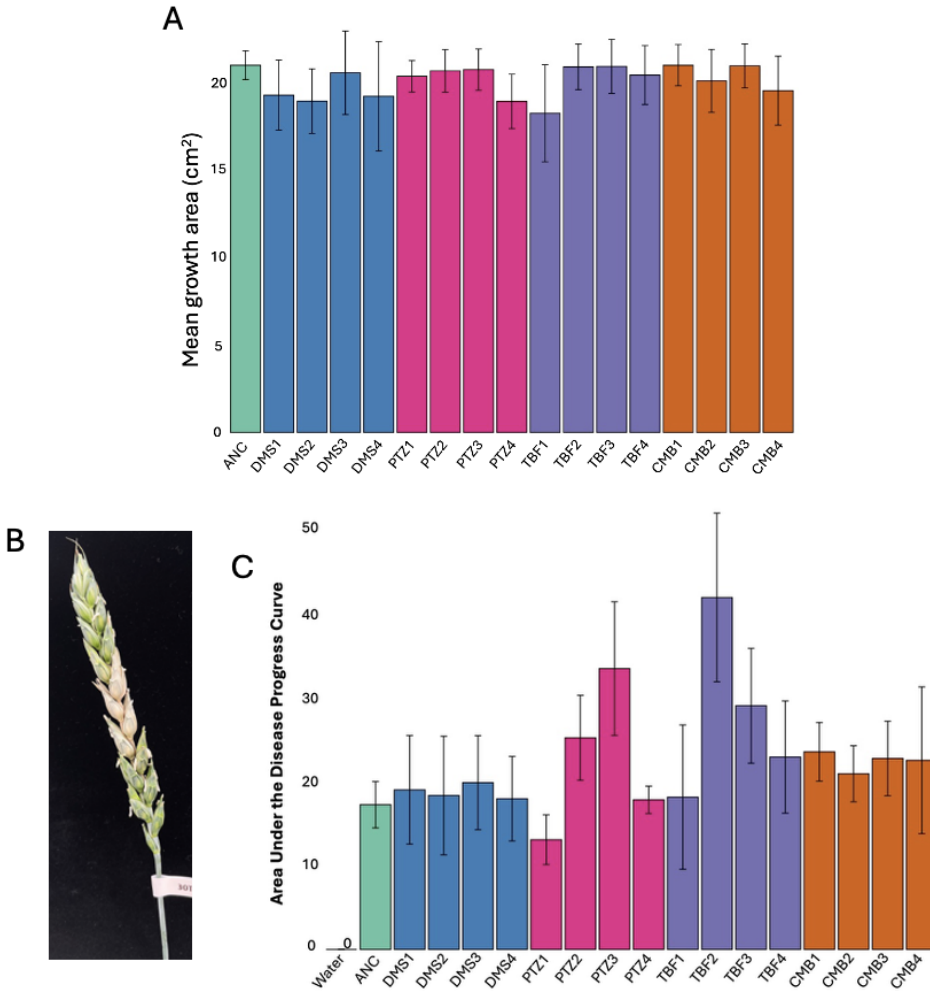 A
Mean growth area (cm²)
20
15
10
5
0
ANC
DMS1
DMS2
DMS3
DMS4
PTZ1
PTZ2
PTZ3
PTZ4
TBF1
TBF2
TBF3
TBF4
CMB1
CMB2
CMB3
CMB4
B
C
Area Under the Disease Progress Curve
50
40
30
20
10
0
0
Water
ANC
DMS1
DMS2
DMS3
DMS4
PTZ1
PTZ2
PTZ3
PTZ4
TBF1
TBF2
TBF3
TBF4
CMB1
CMB2
CMB3
CMB4